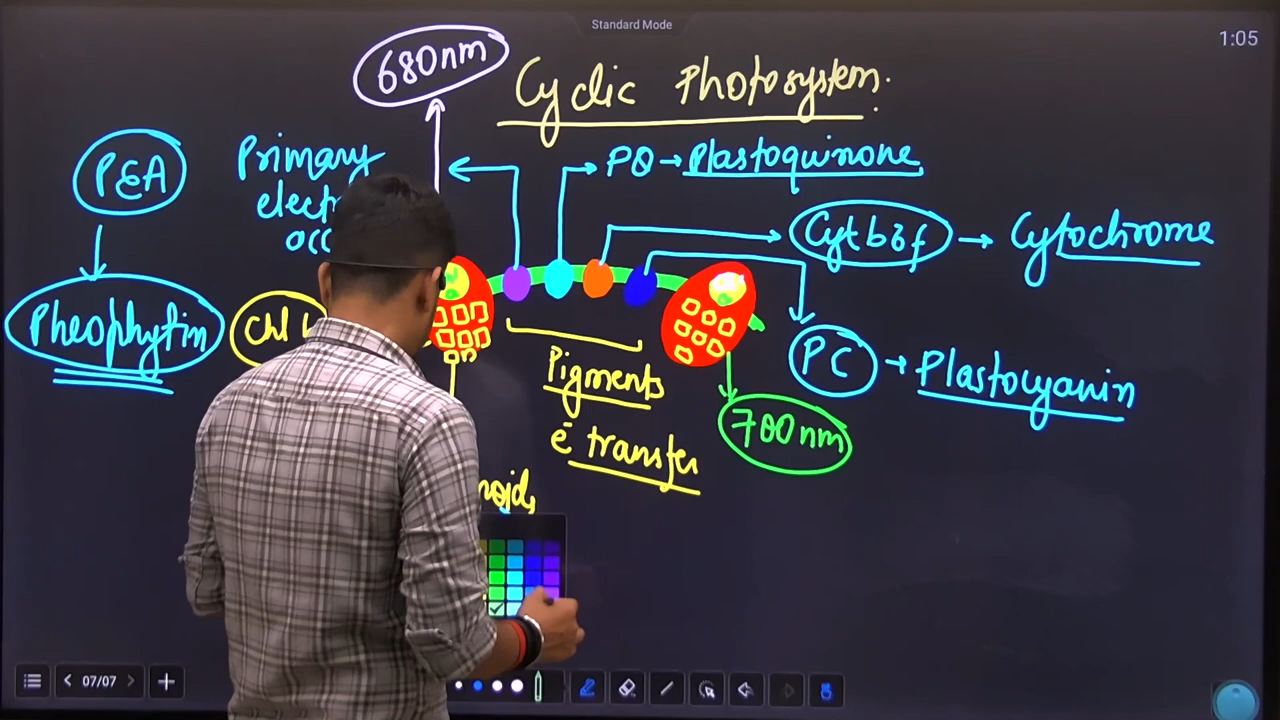 Standard Mode
1:05
680nm
Cyclic Photosystem.
PEA
Primary
PQ → Plastoquinone
Cyt b6f → Cytochrome
Pheophytin
Chl
Pigments
PC → Plastocyanin
e⁻ transfer
700nm
07/07